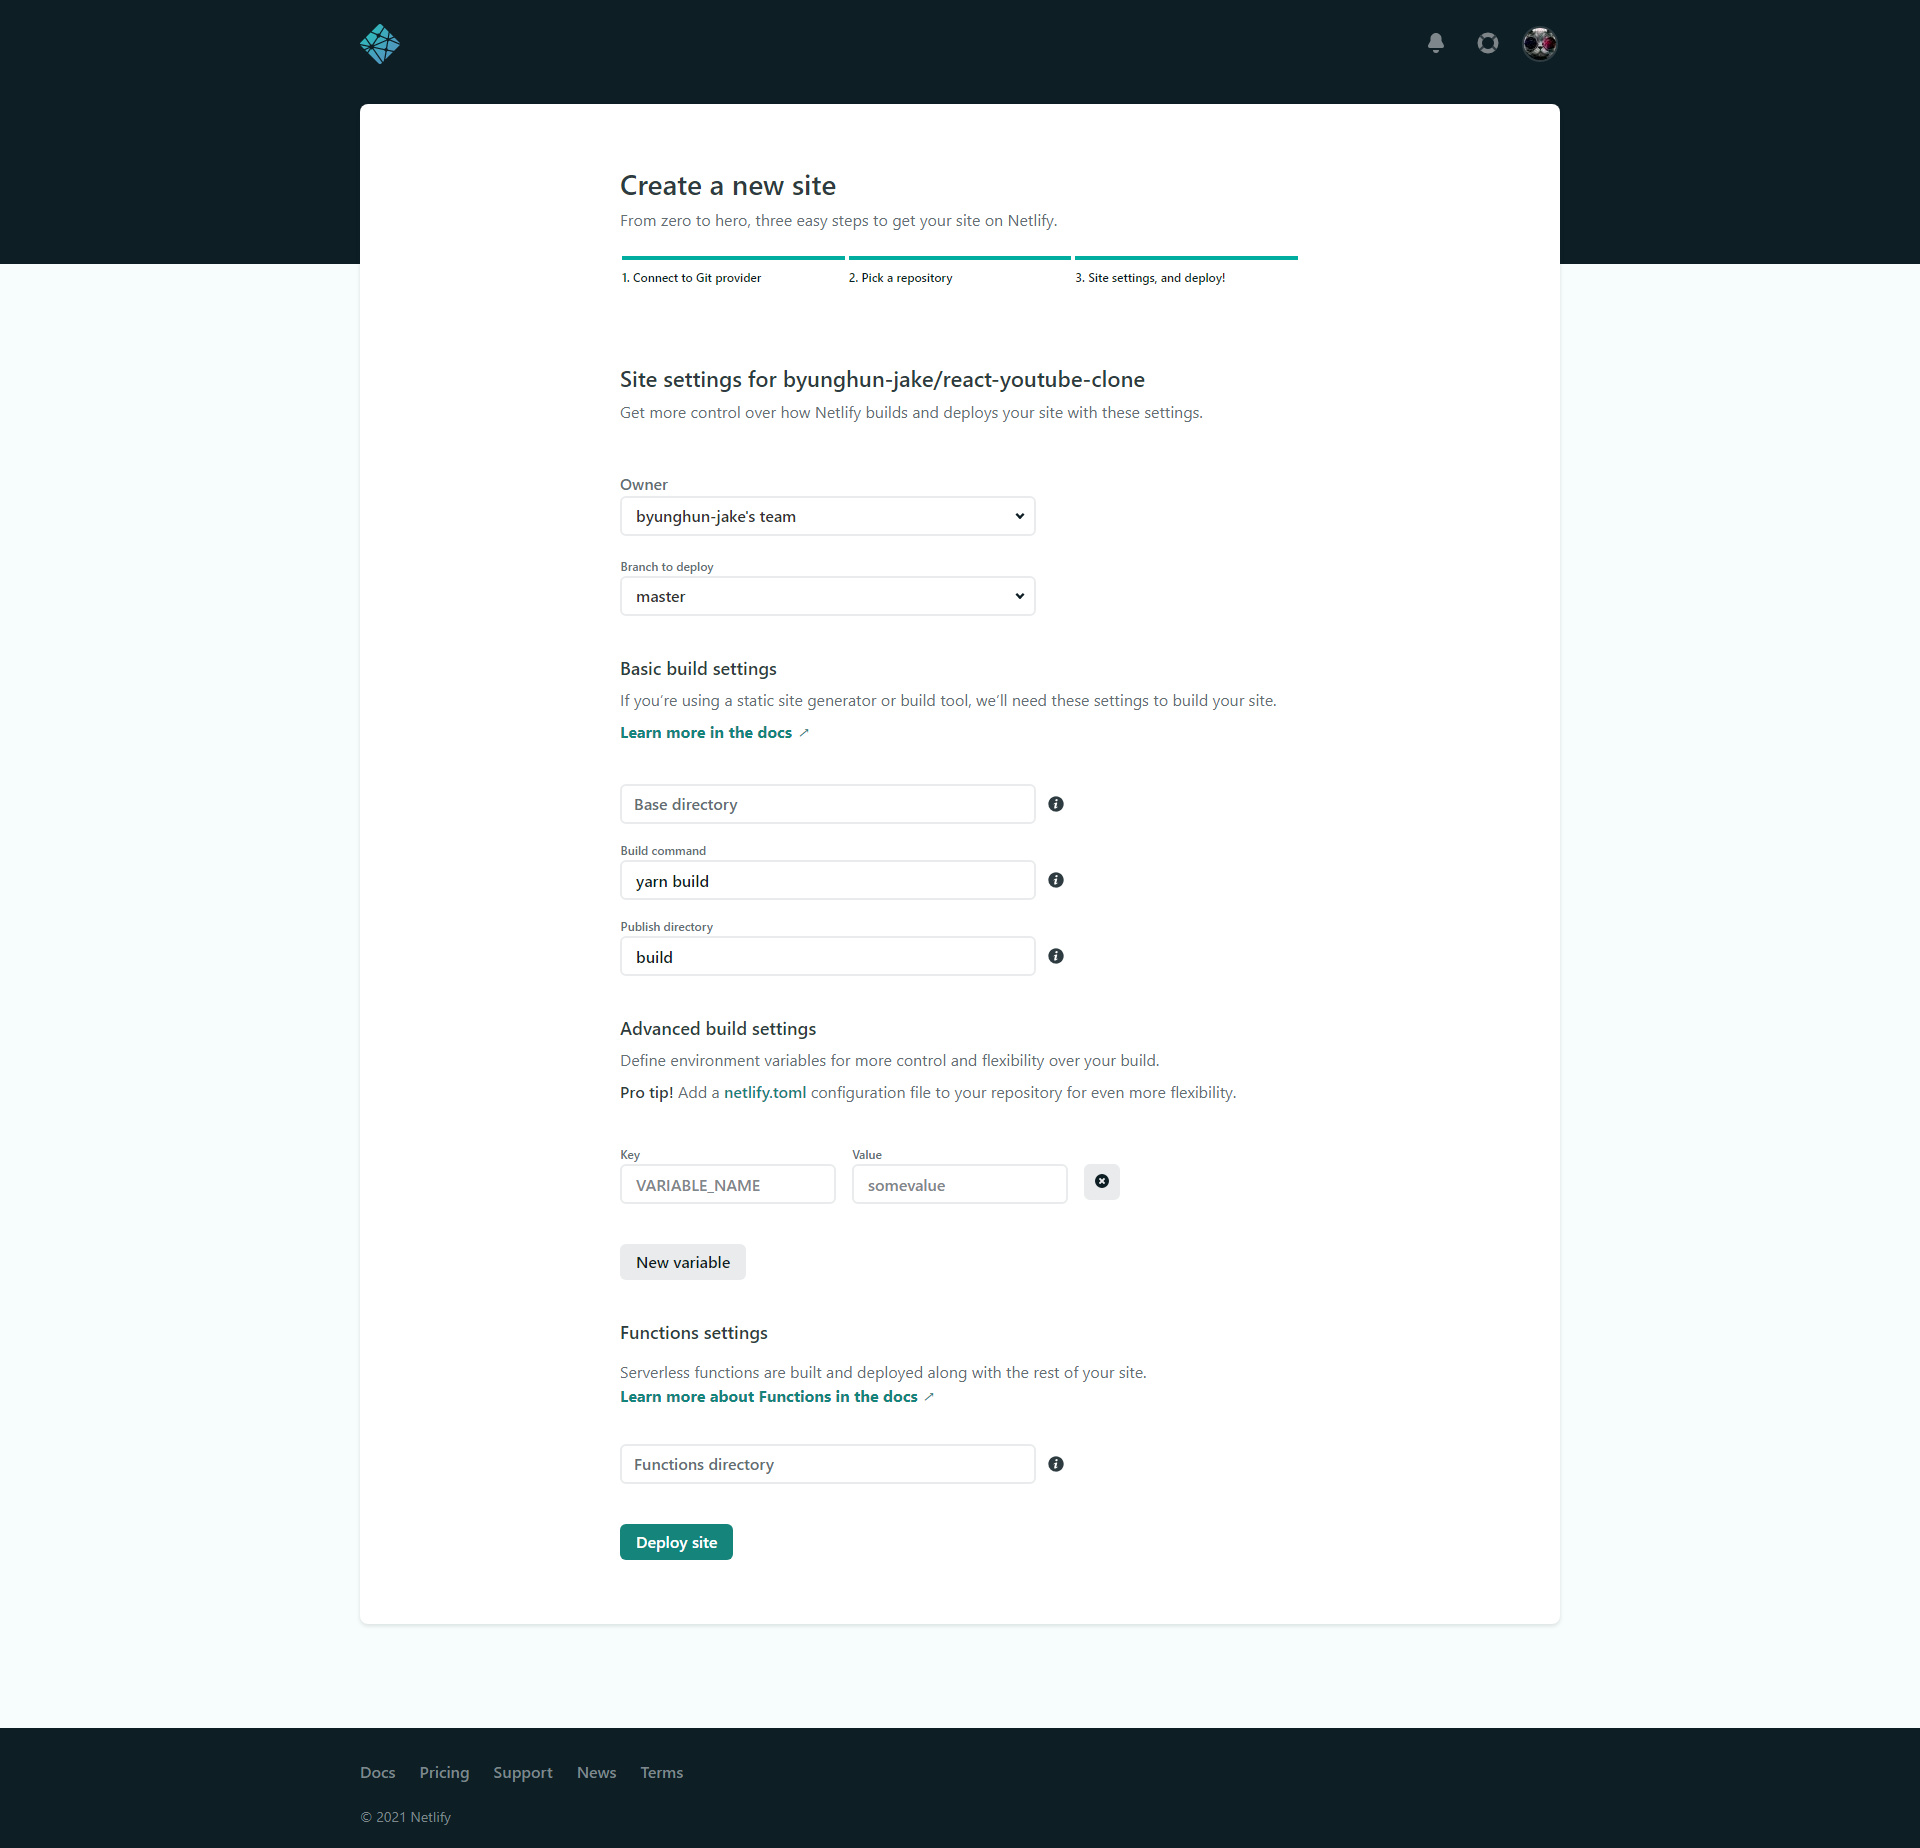 Create a new site
From zero to hero, three easy steps to get your site on Netlify.
1. Connect to Git provider
2. Pick a repository
3. Site settings, and deploy!
Site settings for byunghun-jake/react-youtube-clone
Get more control over how Netlify builds and deploys your site with these settings.
Owner
byunghun-jake's team
Branch to deploy
master
Basic build settings
If you’re using a static site generator or build tool, we’ll need these settings to build your site.
Learn more in the docs ↗
Base directory
Build command
yarn build
Publish directory
build
Advanced build settings
Define environment variables for more control and flexibility over your build.
Pro tip! Add a netlify.toml configuration file to your repository for even more flexibility.
Key
Value
VARIABLE_NAME
somevalue
New variable
Functions settings
Serverless functions are built and deployed along with the rest of your site.
Learn more about Functions in the docs ↗
Functions directory
Deploy site
Docs Pricing Support News Terms
© 2021 Netlify